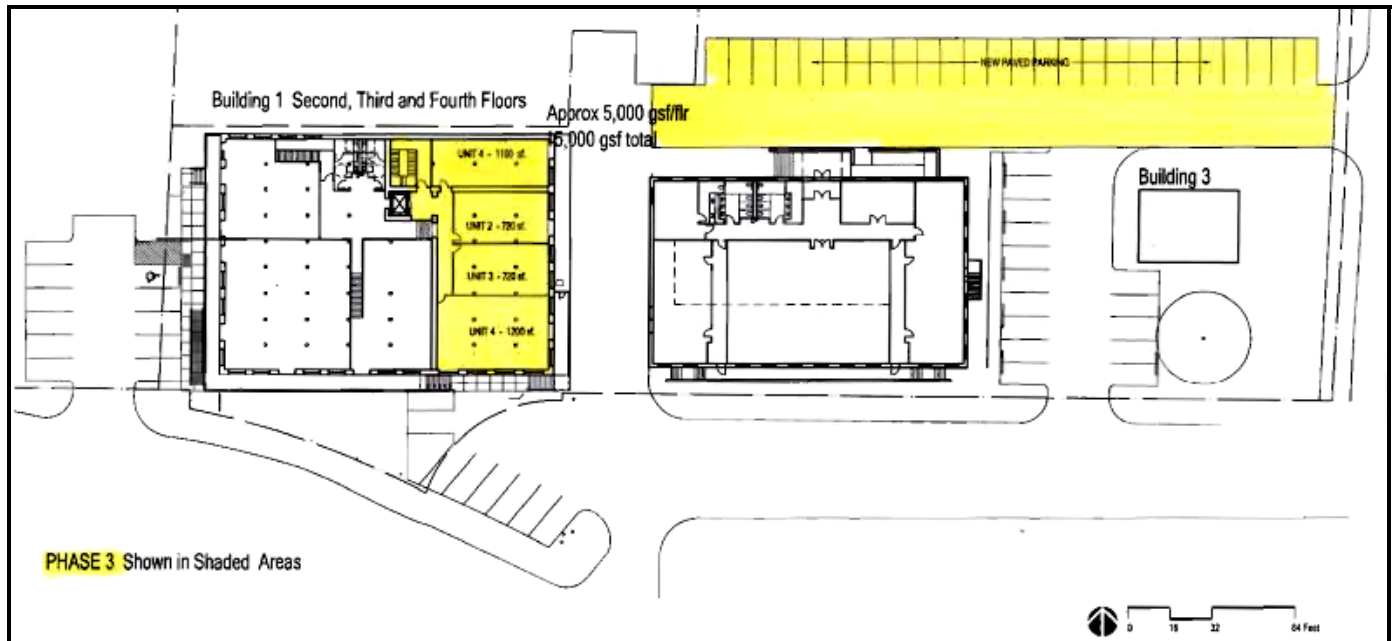 NEW PAVED PARKING
Building 1 Second, Third and Fourth Floors
Approx 5,000 gsf/flr
15,000 gsf total
UNIT 4 - 1100 sf.
UNIT 2 - 720 sf.
UNIT 3 - 720 sf.
UNIT 4 - 1200 sf.
Building 3
PHASE 3 Shown in Shaded Areas
0 16 32 64 Feet